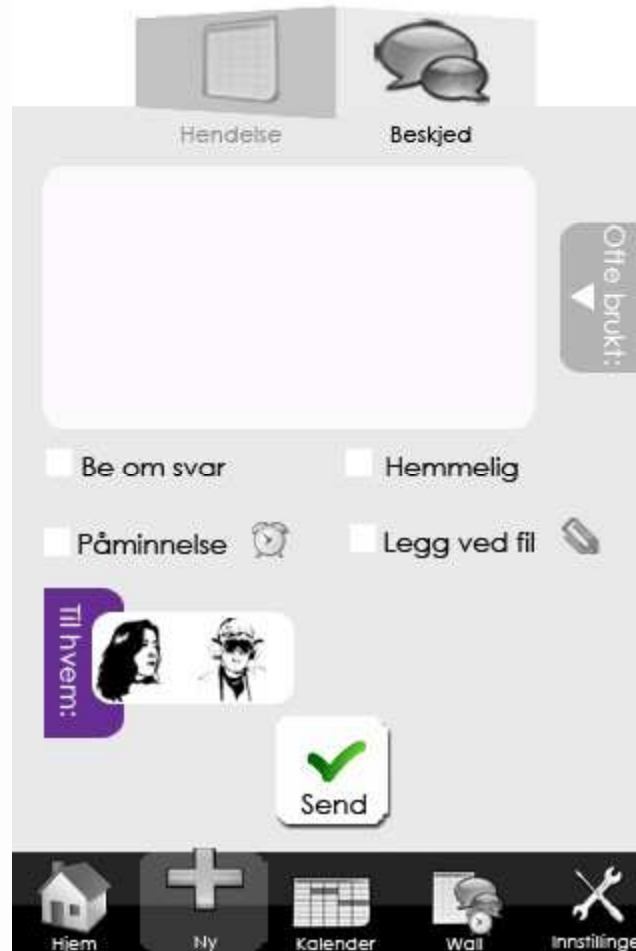 Hendelse
Beskjed
Ofte brukt:
Be om svar
Hemmelig
Påminnelse
Legg ved fil
Til hvem:
Send
Hjem
Ny
Kalender
Wall
Innstillinge